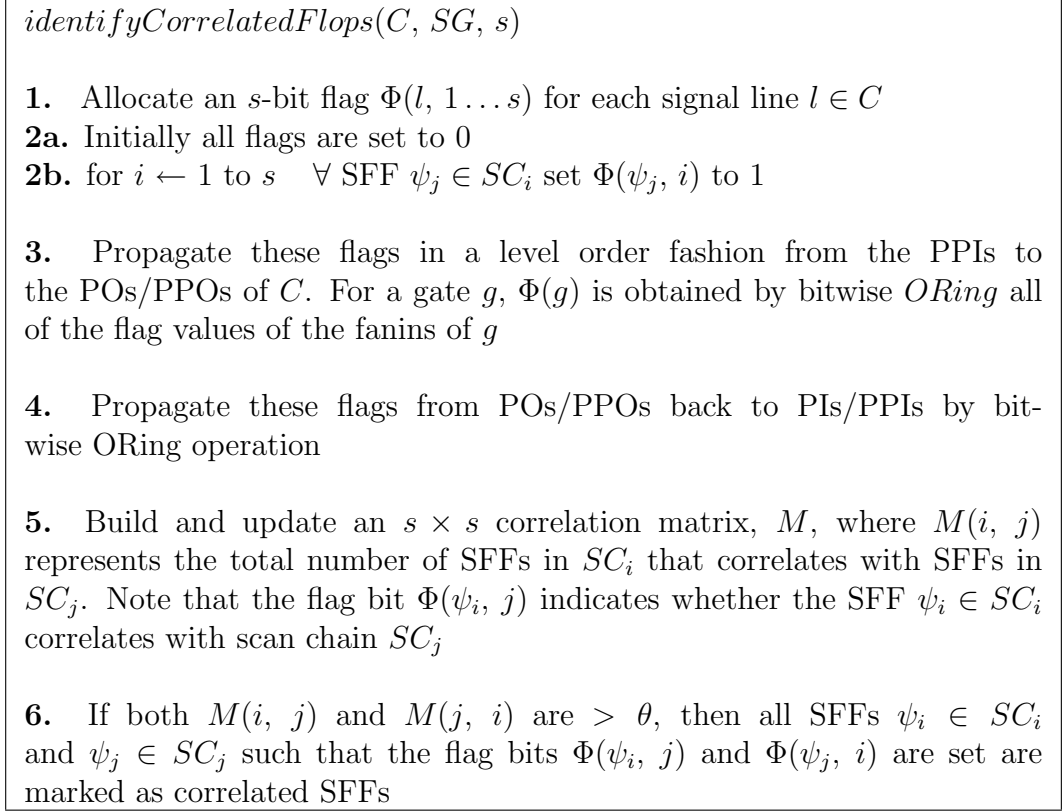 identifyCorrelatedFlops(C, SG, s)
1. Allocate an s-bit flag Φ(l, 1 . . . s) for each signal line l ∈ C
2a. Initially all flags are set to 0
2b. for i ← 1 to s ∀ SFF ψ_j ∈ SC_i set Φ(ψ_j, i) to 1
3. Propagate these flags in a level order fashion from the PPIs to
the POs/PPOs of C. For a gate g, Φ(g) is obtained by bitwise ORing all
of the flag values of the fanins of g
4. Propagate these flags from POs/PPOs back to PIs/PPIs by bit-
wise ORing operation
5. Build and update an s × s correlation matrix, M, where M(i, j)
represents the total number of SFFs in SC_i that correlates with SFFs in
SC_j. Note that the flag bit Φ(ψ_i, j) indicates whether the SFF ψ_i ∈ SC_i
correlates with scan chain SC_j
6. If both M(i, j) and M(j, i) are > θ, then all SFFs ψ_i ∈ SC_i
and ψ_j ∈ SC_j such that the flag bits Φ(ψ_i, j) and Φ(ψ_j, i) are set are
marked as correlated SFFs